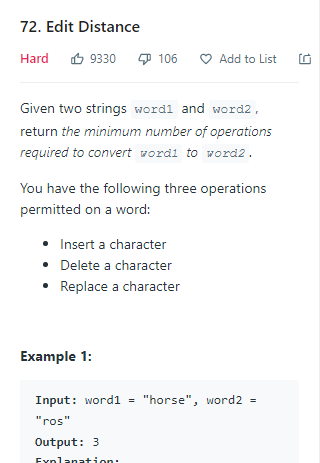 72. Edit Distance
Hard 9330 106 Add to List
Given two strings word1 and word2 ,
return the minimum number of operations
required to convert word1 to word2 .
You have the following three operations
permitted on a word:
• Insert a character
• Delete a character
• Replace a character
Example 1:
Input: word1 = "horse", word2 =
"ros"
Output: 3
Explanation: